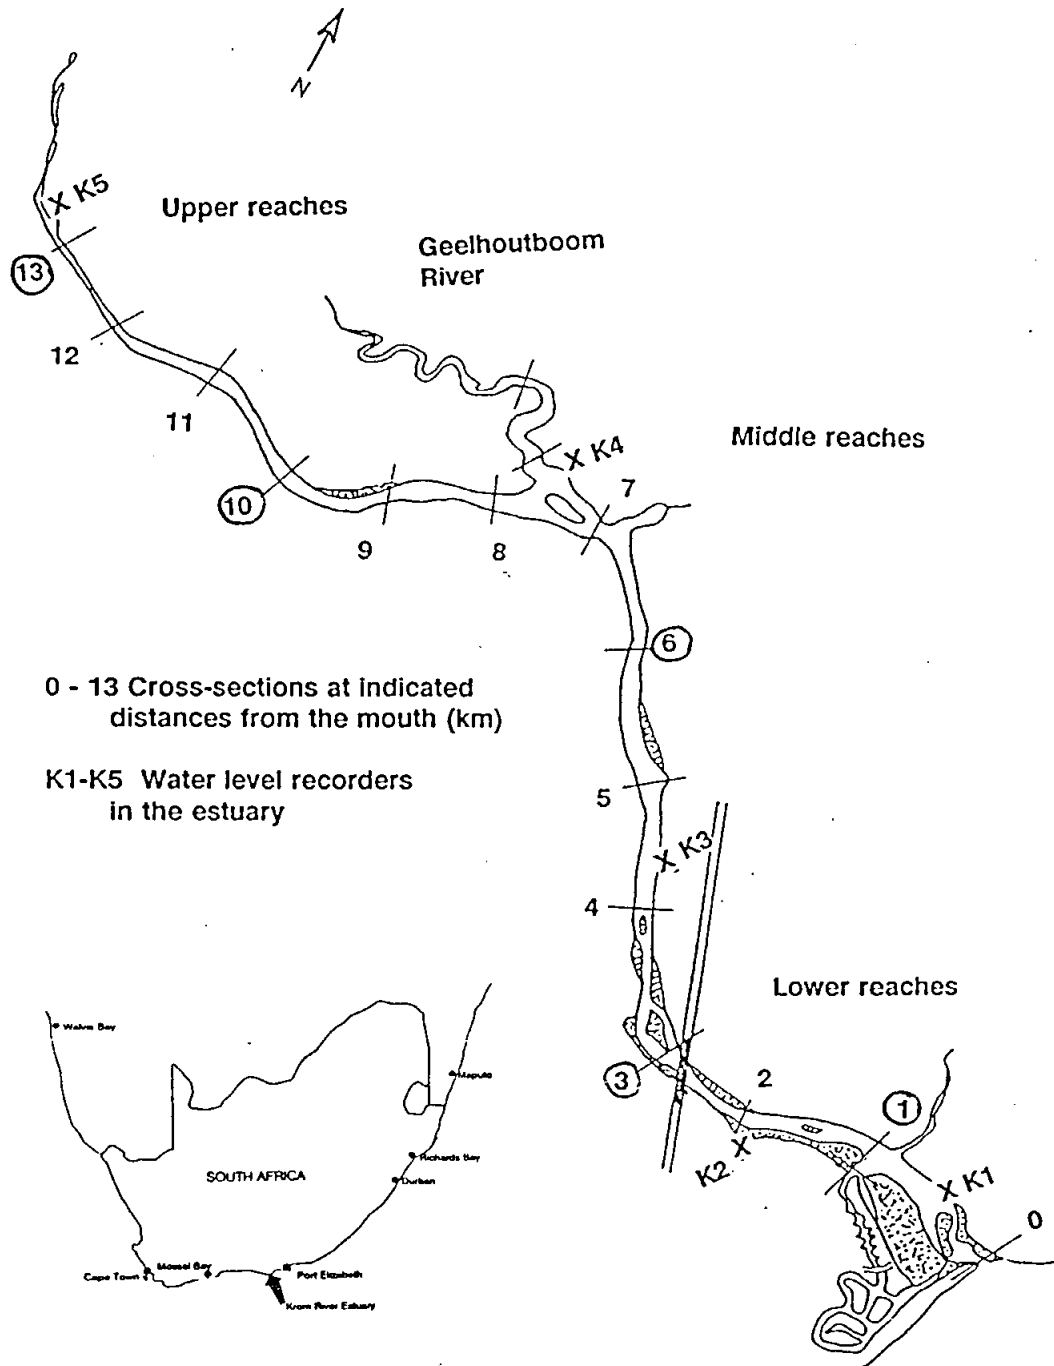 N
X K5
Upper reaches
Geelhoutboom
River
13
12
11
Middle reaches
X K4
7
10
9
8
6
0 - 13 Cross-sections at indicated
distances from the mouth (km)
K1-K5 Water level recorders
in the estuary
5
X K3
4
Lower reaches
3
2
1
X
K2
X K1
0
Walvis Bay
Maputo
SOUTH AFRICA
Richards Bay
Durban
Mossel Bay
Cape Town
Port Elizabeth
Krom River Estuary